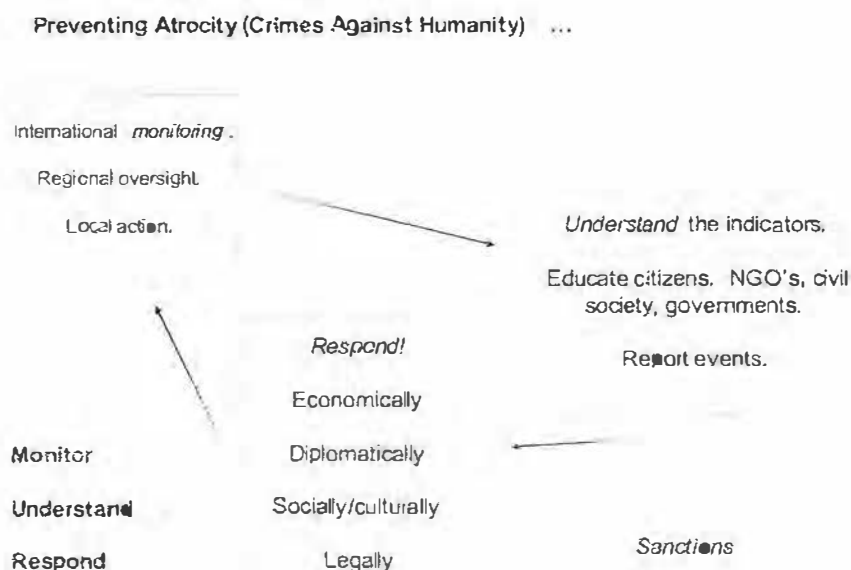 Preventing Atrocity (Crimes Against Humanity) ...
International monitoring.
Regional oversight.
Local action.
Understand the indicators.
Educate citizens. NGO's, civil
society, governments.
Report events.
Respond!
Economically
Diplomatically
Socially/culturally
Legally
Monitor
Understand
Respond
Sanctions